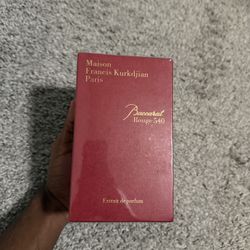 Maison
Francis Kurkdjian
Paris
Baccarat
Rouge 540
Extrait de parfum